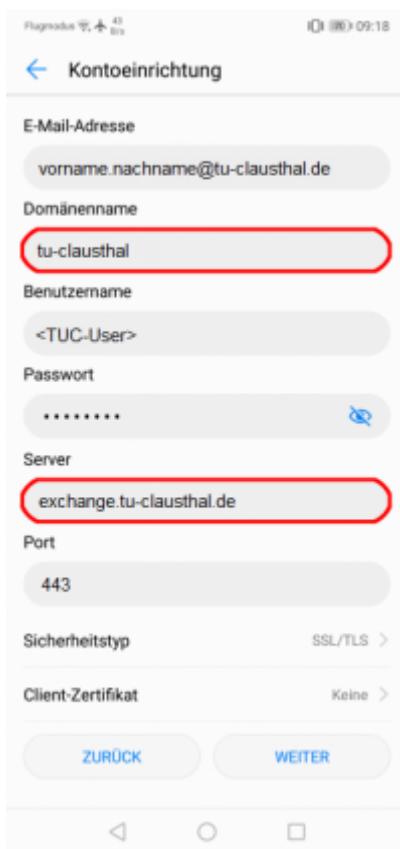 Flugmodus 43 B/s 09:18
Kontoeinrichtung
E-Mail-Adresse
vorname.nachname@tu-clausthal.de
Domänenname
tu-clausthal
Benutzername
<TUC-User>
Passwort
........
Server
exchange.tu-clausthal.de
Port
443
Sicherheitstyp SSL/TLS
Client-Zertifikat Keine
ZURÜCK WEITER